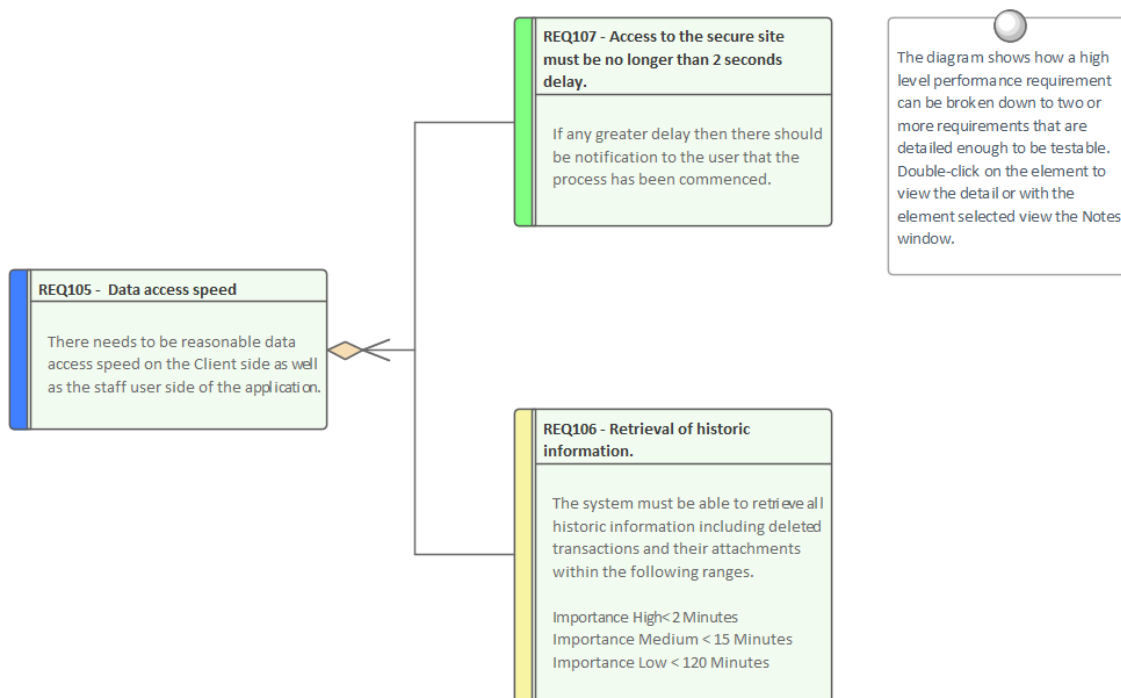 REQ107 - Access to the secure site
must be no longer than 2 seconds
delay.
If any greater delay then there should
be notification to the user that the
process has been commenced.
The diagram shows how a high
level performance requirement
can be broken down to two or
more requirements that are
detailed enough to be testable.
Double-click on the element to
view the detail or with the
element selected view the Notes
window.
REQ105 - Data access speed
There needs to be reasonable data
access speed on the Client side as well
as the staff user side of the application.
REQ106 - Retrieval of historic
information.
The system must be able to retrieve all
historic information including deleted
transactions and their attachments
within the following ranges.
Importance High< 2 Minutes
Importance Medium < 15 Minutes
Importance Low < 120 Minutes